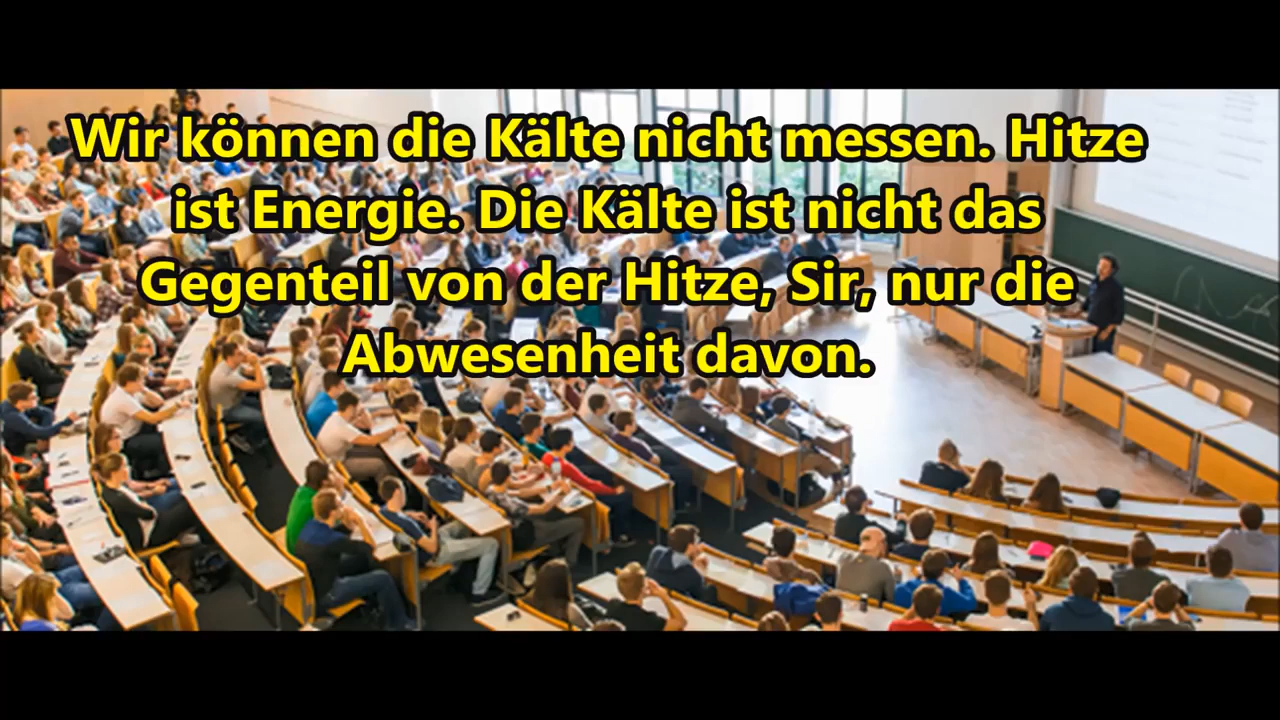 Wir können die Kälte nicht messen. Hitze
ist Energie. Die Kälte ist nicht das
Gegenteil von der Hitze, Sir, nur die
Abwesenheit davon.